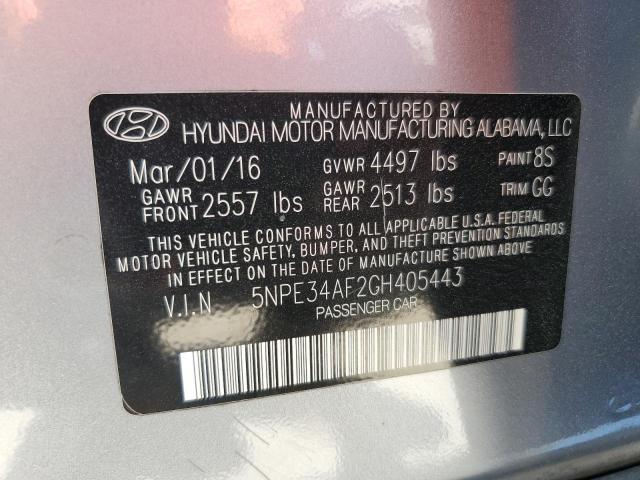 MANUFACTURED BY
HYUNDAI MOTOR MANUFACTURING ALABAMA, LLC
Mar/01/16 GVWR 4497 lbs PAINT 8S
GAWR FRONT 2557 lbs GAWR REAR 2513 lbs TRIM GG
THIS VEHICLE CONFORMS TO ALL APPLICABLE U.S.A. FEDERAL
MOTOR VEHICLE SAFETY, BUMPER, AND THEFT PREVENTION STANDARDS
IN EFFECT ON THE DATE OF MANUFACTURE SHOWN ABOVE
V.I.N 5NPE34AF2GH405443
PASSENGER CAR